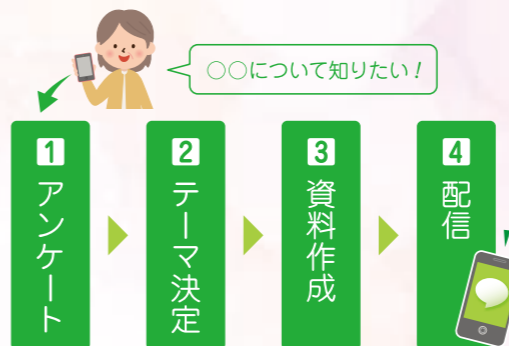 ○○について知りたい!
1 アンケート
2 テーマ決定
3 資料作成
4 配信